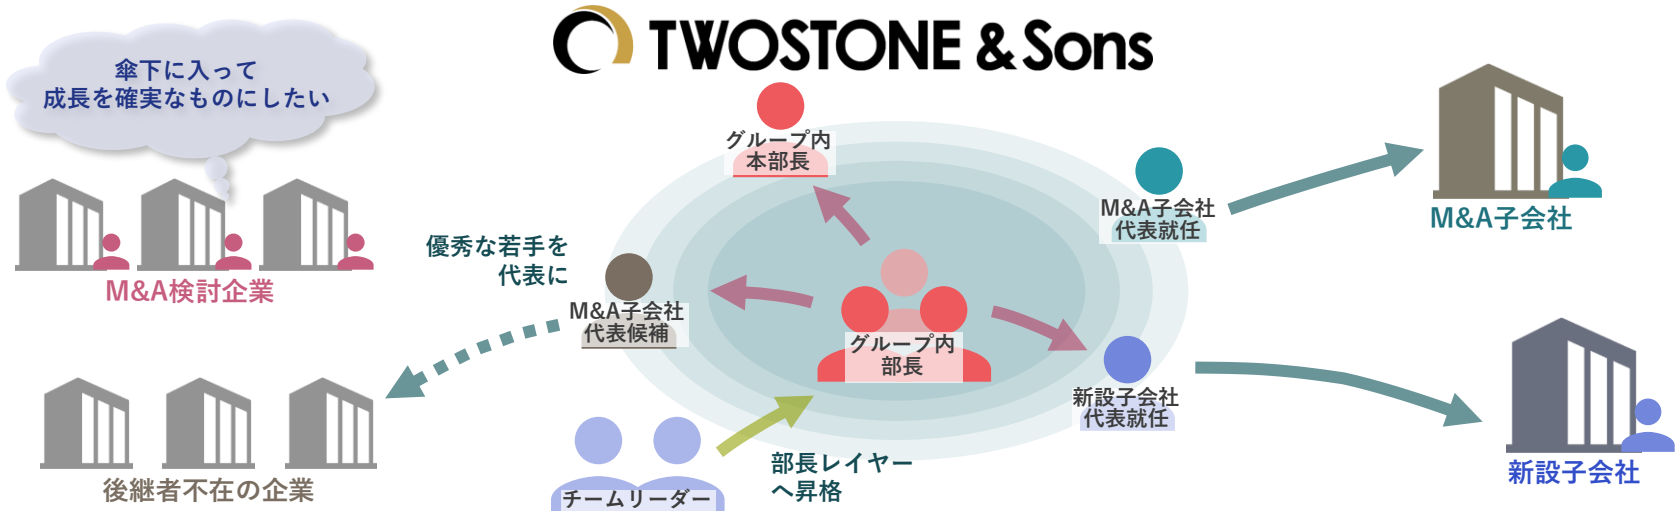 TWOSTONE & Sons
傘下に入って
成長を確実なものにしたい
M&A検討企業
グループ内
本部長
M&A子会社
代表就任
M&A子会社
優秀な若手を
代表に
M&A子会社
代表候補
グループ内
部長
新設子会社
代表就任
新設子会社
後継者不在の企業
チームリーダー
部長レイヤー
へ昇格